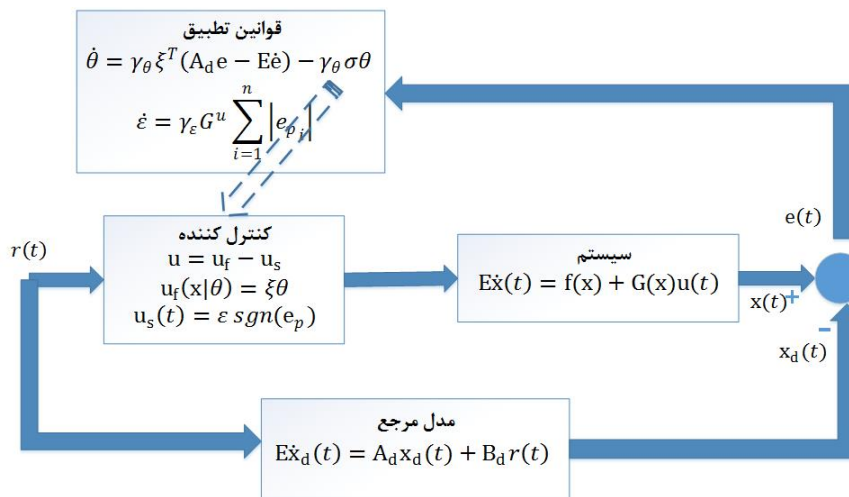 قوانین تطبیق
θ̇ = γ_θ ξ^T (A_d e − Eė) − γ_θ σθ
ε̇ = γ_ε G^u ∑_{i=1}^{n} |e_{p_i}|
r(t)
کنترل کننده
u = u_f − u_s
u_f(x|θ) = ξθ
u_s(t) = ε sgn(e_p)
سیستم
Eẋ(t) = f(x) + G(x)u(t)
e(t)
x(t)
+
−
x_d(t)
مدل مرجع
Eẋ_d(t) = A_d x_d(t) + B_d r(t)